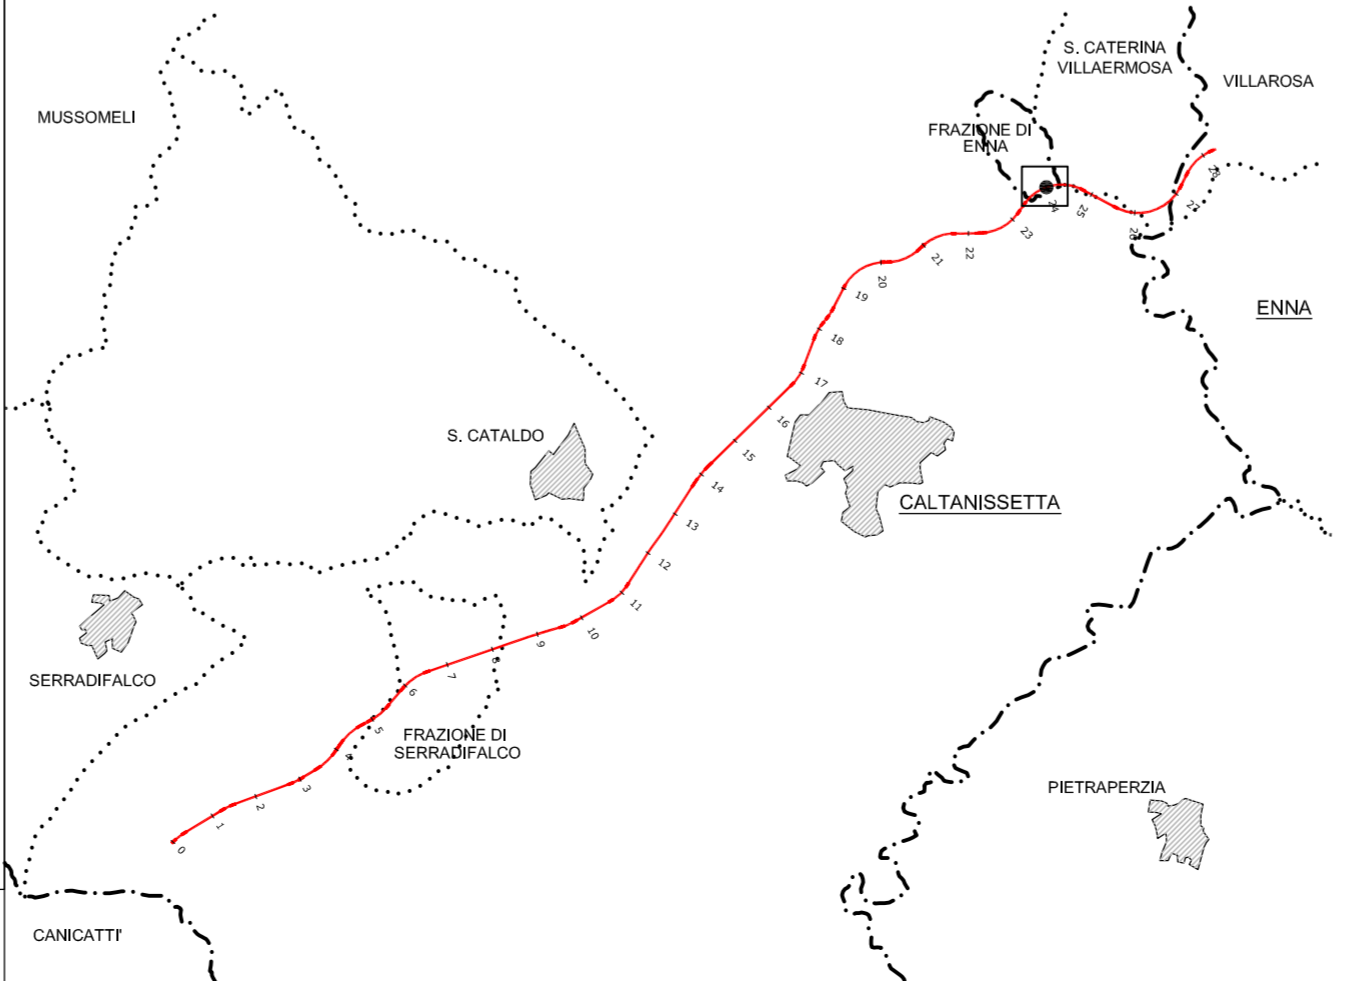 S. CATERINA
VILLAERMOSA
VILLAROSA
MUSSOMELI
FRAZIONE DI
ENNA
28
27
26
25
24
23
22
21
20
19
18
17
16
15
14
13
12
11
10
9
8
7
6
5
4
3
2
1
0
ENNA
S. CATALDO
CALTANISSETTA
SERRADIFALCO
FRAZIONE DI
SERRADIFALCO
PIETRAPERZIA
CANICATTI'